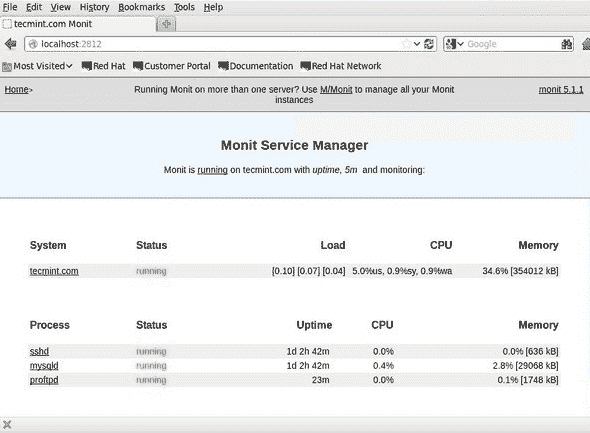 File Edit View History Bookmarks Tools Help
tecmint.com Monit
localhost:2812 Google
Most Visited Red Hat Customer Portal Documentation Red Hat Network
Home> Running Monit on more than one server? Use M/Monit to manage all your Monit monit 5.1.1
instances
Monit Service Manager
Monit is running on tecmint.com with uptime, 5m and monitoring:
System Status Load CPU Memory
tecmint.com running [0.10] [0.07] [0.04] 5.0%us, 0.9%sy, 0.9%wa 34.6% [354012 kB]
Process Status Uptime CPU Memory
sshd running 1d 2h 42m 0.0% 0.0% [636 kB]
mysqld running 1d 2h 42m 0.4% 2.8% [29068 kB]
proftpd running 23m 0.0% 0.1% [1748 kB]